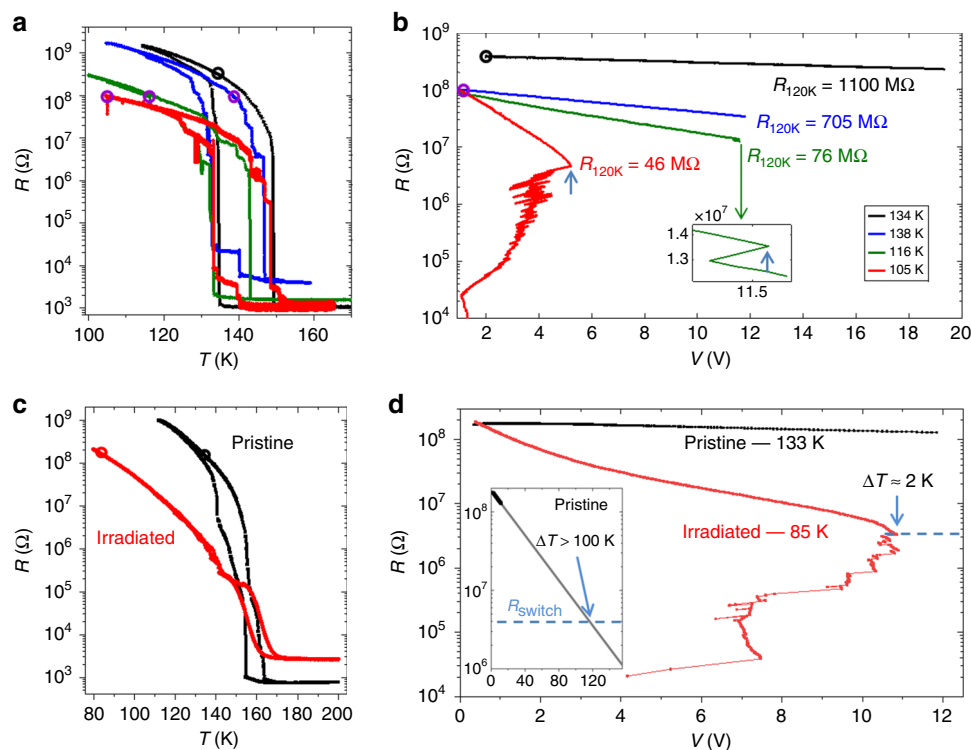 a
10⁹
10⁸
10⁷
10⁶
10⁵
10⁴
10³
R (Ω)
100 120 140 160
T (K)
b
10⁹
10⁸
10⁷
10⁶
10⁵
10⁴
R (Ω)
R120K = 1100 MΩ
R120K = 705 MΩ
R120K = 76 MΩ
R120K = 46 MΩ
×10⁷
1.4
1.3
11.5
134 K
138 K
116 K
105 K
2 4 6 8 10 12 14 16 18 20
V (V)
c
10⁹
10⁸
10⁷
10⁶
10⁵
10⁴
10³
R (Ω)
Pristine
Irradiated
80 100 120 140 160 180 200
T (K)
d
10⁸
10⁷
10⁶
10⁵
10⁴
R (Ω)
Pristine — 133 K
ΔT ≈ 2 K
Irradiated — 85 K
10⁸
10⁷
10⁶
Pristine
ΔT > 100 K
Rswitch
0 40 80 120
0 2 4 6 8 10 12
V (V)